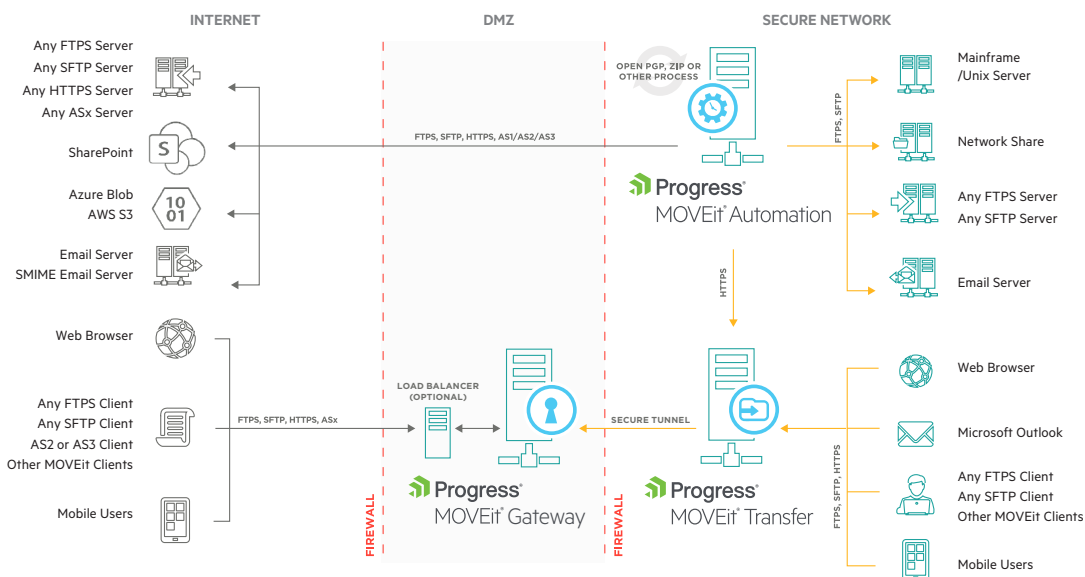 INTERNET
DMZ
SECURE NETWORK
Any FTPS Server
Any SFTP Server
Any HTTPS Server
Any ASx Server
SharePoint
S
Azure Blob
AWS S3
10
01
Email Server
SMIME Email Server
Web Browser
Any FTPS Client
Any SFTP Client
AS2 or AS3 Client
Other MOVEit Clients
Mobile Users
FTPS, SFTP, HTTPS, AS1/AS2/AS3
FTPS, SFTP, HTTPS, ASx
LOAD BALANCER
(OPTIONAL)
Progress®
MOVEit® Gateway
FIREWALL
FIREWALL
SECURE TUNNEL
OPEN PGP, ZIP OR
OTHER PROCESS
Progress®
MOVEit® Automation
HTTPS
Progress®
MOVEit® Transfer
FTPS, SFTP
Mainframe
/Unix Server
Network Share
Any FTPS Server
Any SFTP Server
Email Server
FTPS, SFTP, HTTPS
Web Browser
Microsoft Outlook
Any FTPS Client
Any SFTP Client
Other MOVEit Clients
Mobile Users